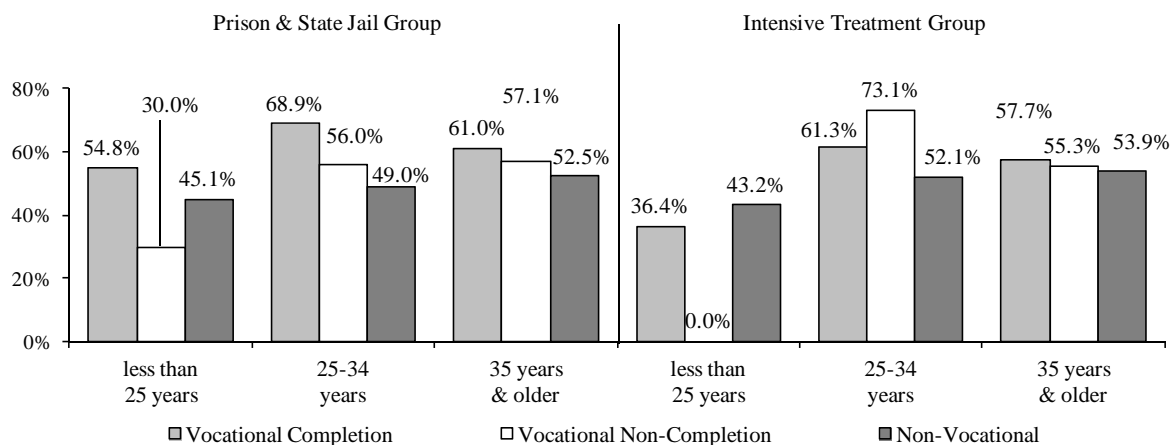 Prison & State Jail Group
Intensive Treatment Group
80%
60%
40%
20%
0%
54.8%
30.0%
45.1%
68.9%
56.0%
49.0%
61.0%
57.1%
52.5%
36.4%
0.0%
43.2%
61.3%
73.1%
52.1%
57.7%
55.3%
53.9%
less than
25 years
25-34
years
35 years
& older
less than
25 years
25-34
years
35 years
& older
Vocational Completion
Vocational Non-Completion
Non-Vocational